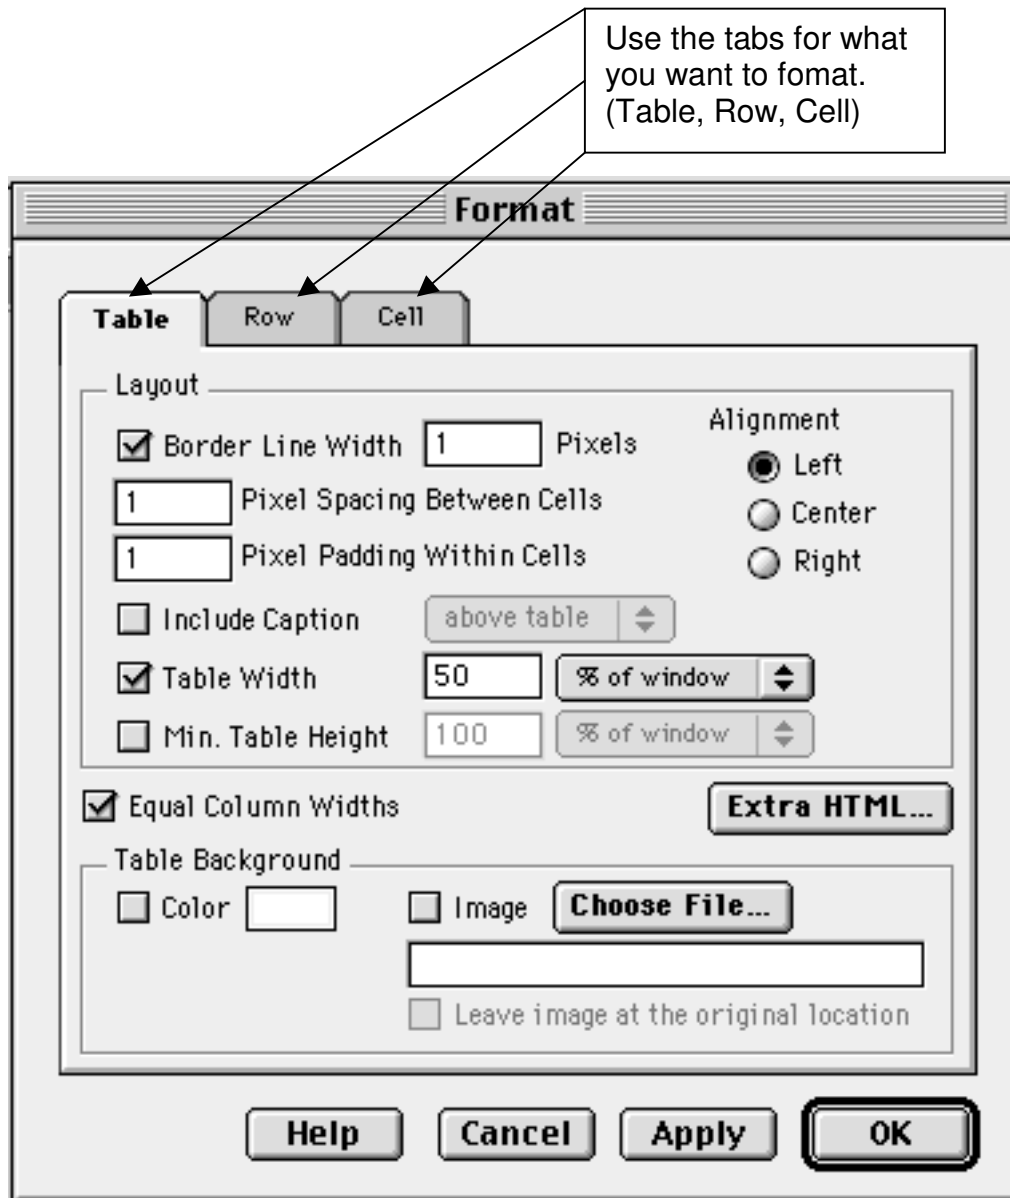 Use the tabs for what
you want to fomat.
(Table, Row, Cell)
Format
Table Row Cell
Layout
Alignment
Border Line Width 1 Pixels
Left
1 Pixel Spacing Between Cells
Center
1 Pixel Padding Within Cells
Right
Include Caption above table
Table Width 50 % of window
Min. Table Height 100 % of window
Equal Column Widths Extra HTML...
Table Background
Color Image Choose File...
Leave image at the original location
Help Cancel Apply OK